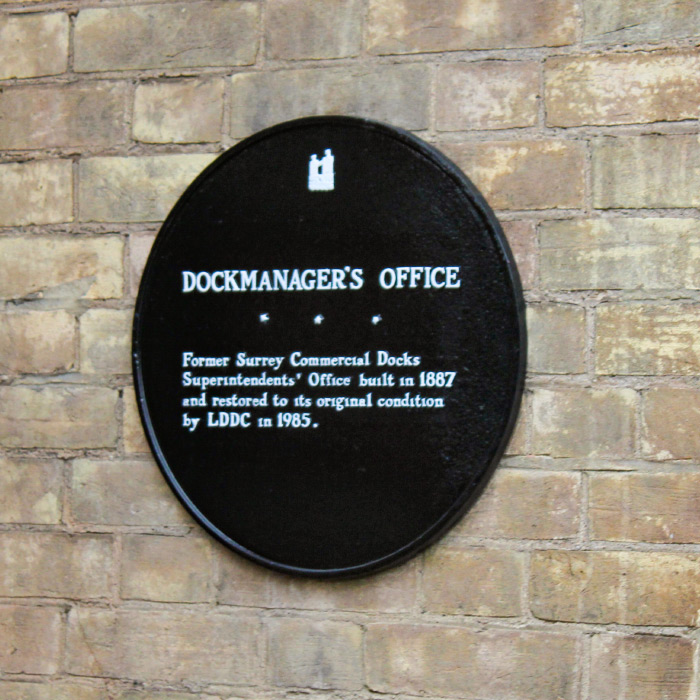 DOCKMANAGER'S OFFICE
Former Surrey Commercial Docks
Superintendents' Office built in 1887
and restored to its original condition
by LDDC in 1985.